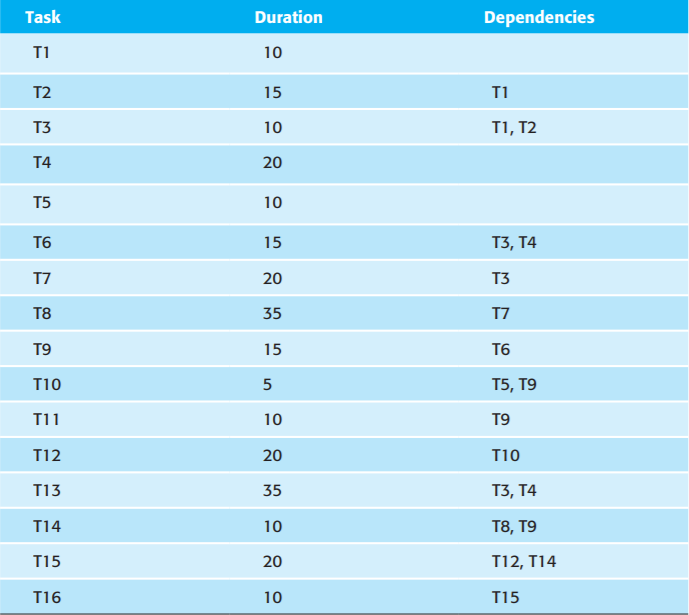 Task Duration Dependencies
T1 10
T2 15 T1
T3 10 T1, T2
T4 20
T5 10
T6 15 T3, T4
T7 20 T3
T8 35 T7
T9 15 T6
T10 5 T5, T9
T11 10 T9
T12 20 T10
T13 35 T3, T4
T14 10 T8, T9
T15 20 T12, T14
T16 10 T15